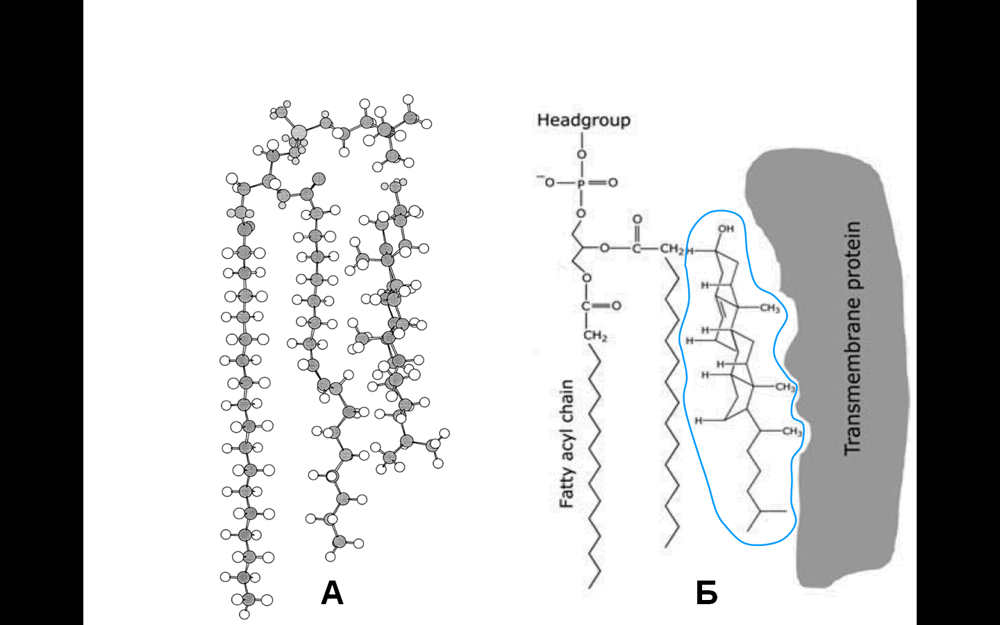 Headgroup
O
⁻O P O
O
O
O C CH₂
O
C O
CH₂
Fatty acyl chain
OH
H
H
CH₃
H
H
H
H
CH₃
H
CH₃
Transmembrane protein
А
Б